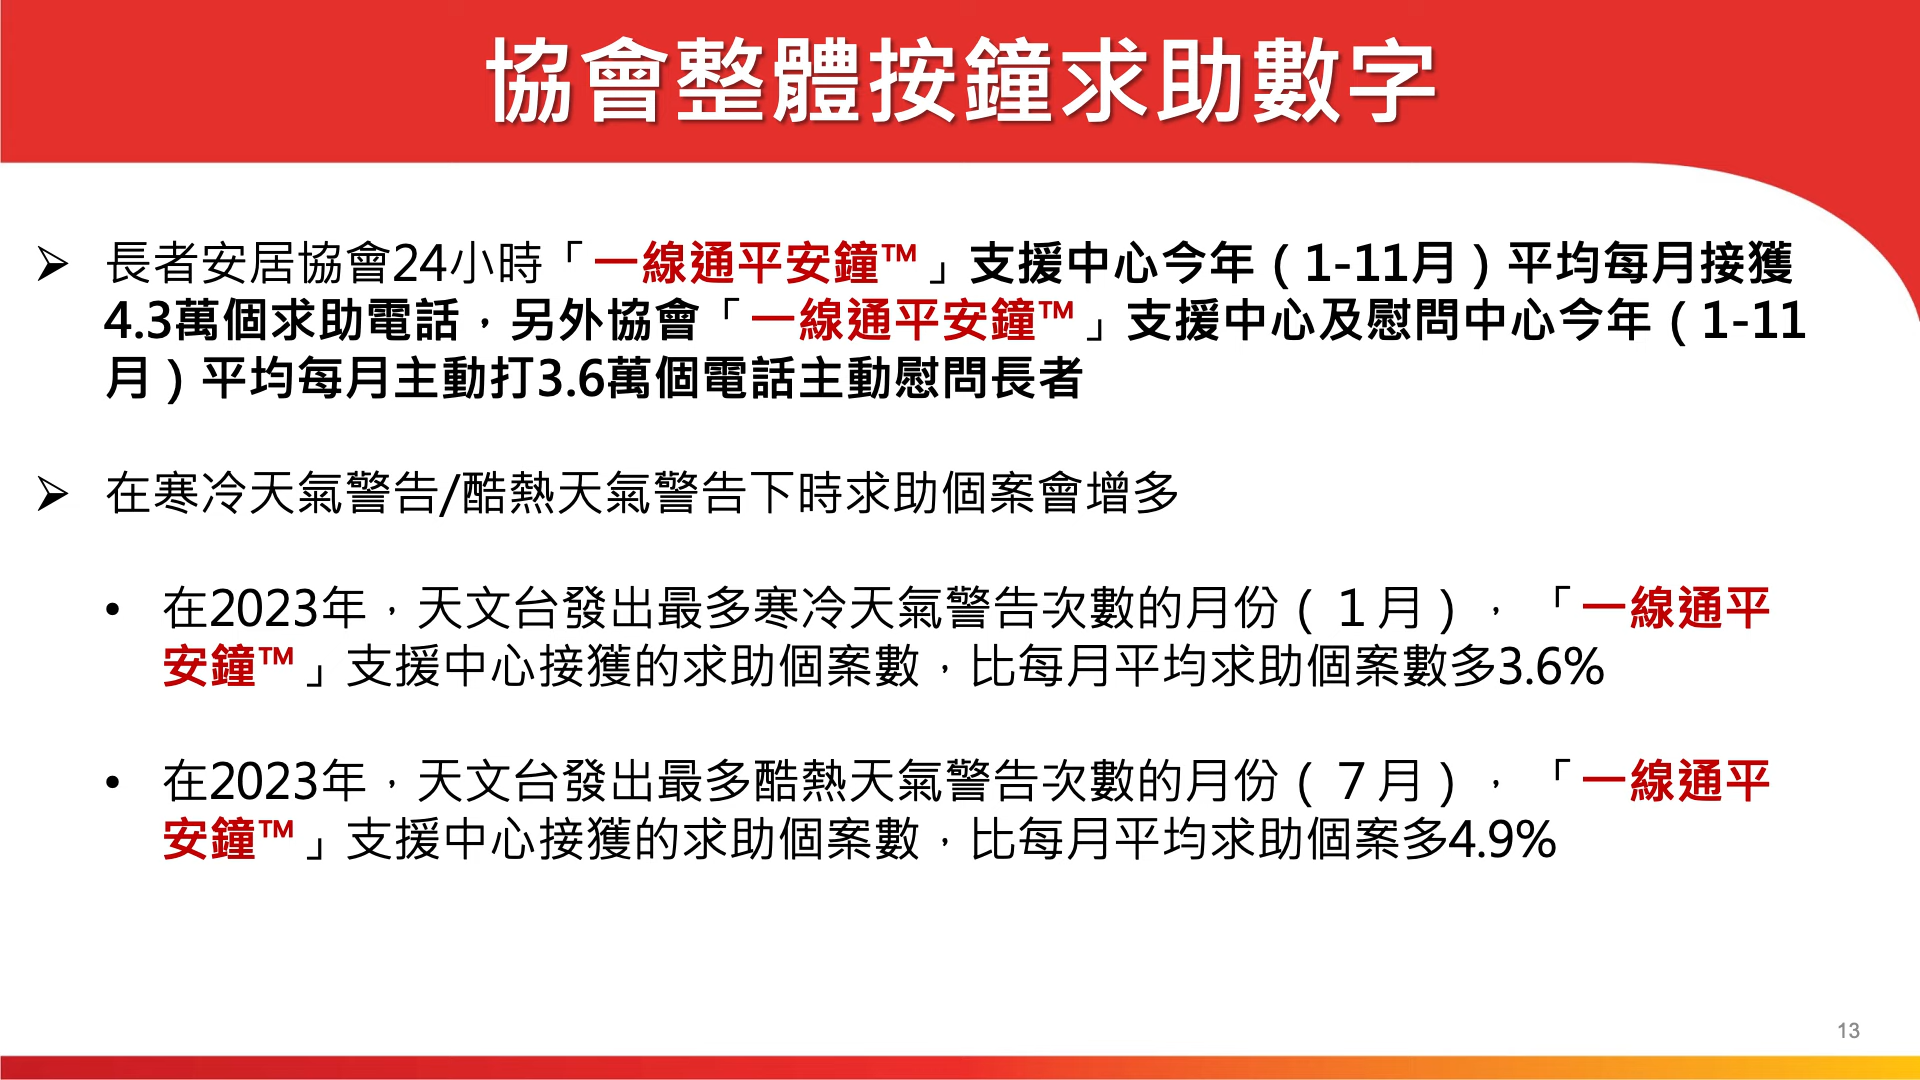 協會整體按鐘求助數字
➢ 長者安居協會24小時「一線通平安鐘™」支援中心今年（1-11月）平均每月接獲
4.3萬個求助電話，另外協會「一線通平安鐘™」支援中心及慰問中心今年（1-11
月）平均每月主動打3.6萬個電話主動慰問長者
➢ 在寒冷天氣警告/酷熱天氣警告下時求助個案會增多
• 在2023年，天文台發出最多寒冷天氣警告次數的月份（１月），「一線通平
安鐘™」支援中心接獲的求助個案數，比每月平均求助個案數多3.6%
• 在2023年，天文台發出最多酷熱天氣警告次數的月份（７月），「一線通平
安鐘™」支援中心接獲的求助個案數，比每月平均求助個案多4.9%
13